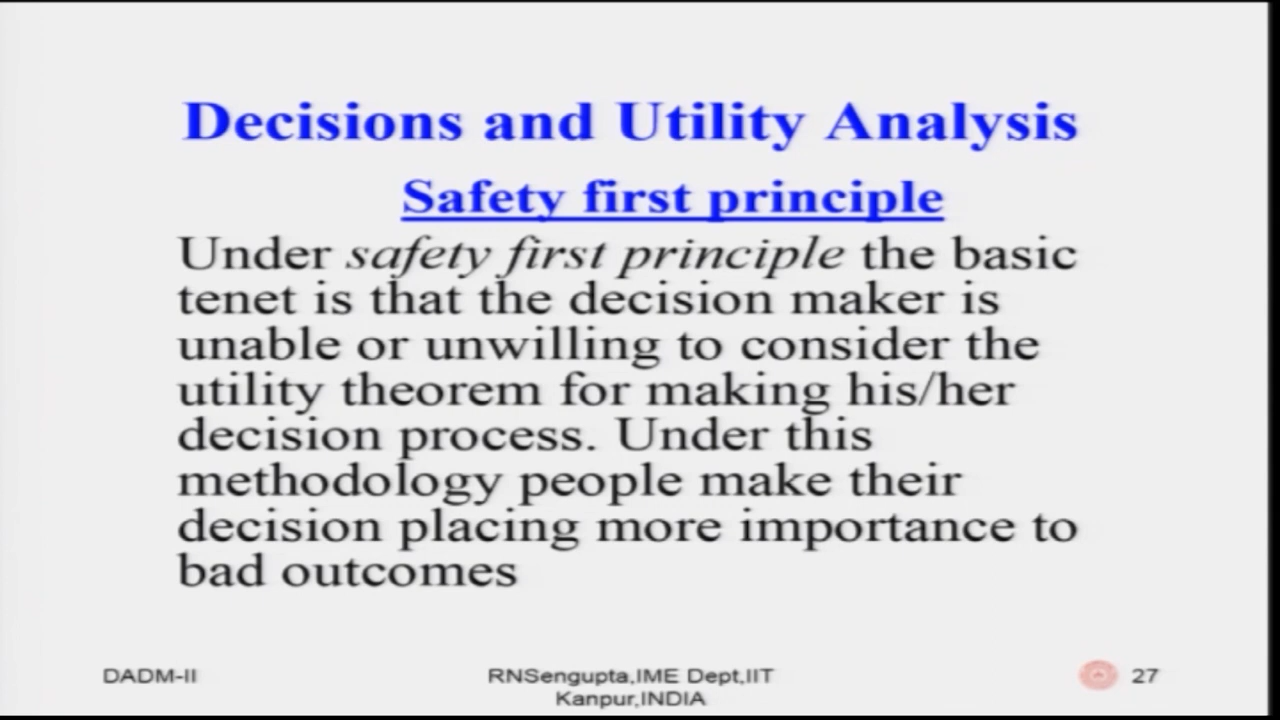 Decisions and Utility Analysis
Safety first principle
Under safety first principle the basic
tenet is that the decision maker is
unable or unwilling to consider the
utility theorem for making his/her
decision process. Under this
methodology people make their
decision placing more importance to
bad outcomes
DADM-II
RNSengupta,IME Dept,IIT
Kanpur,INDIA
27